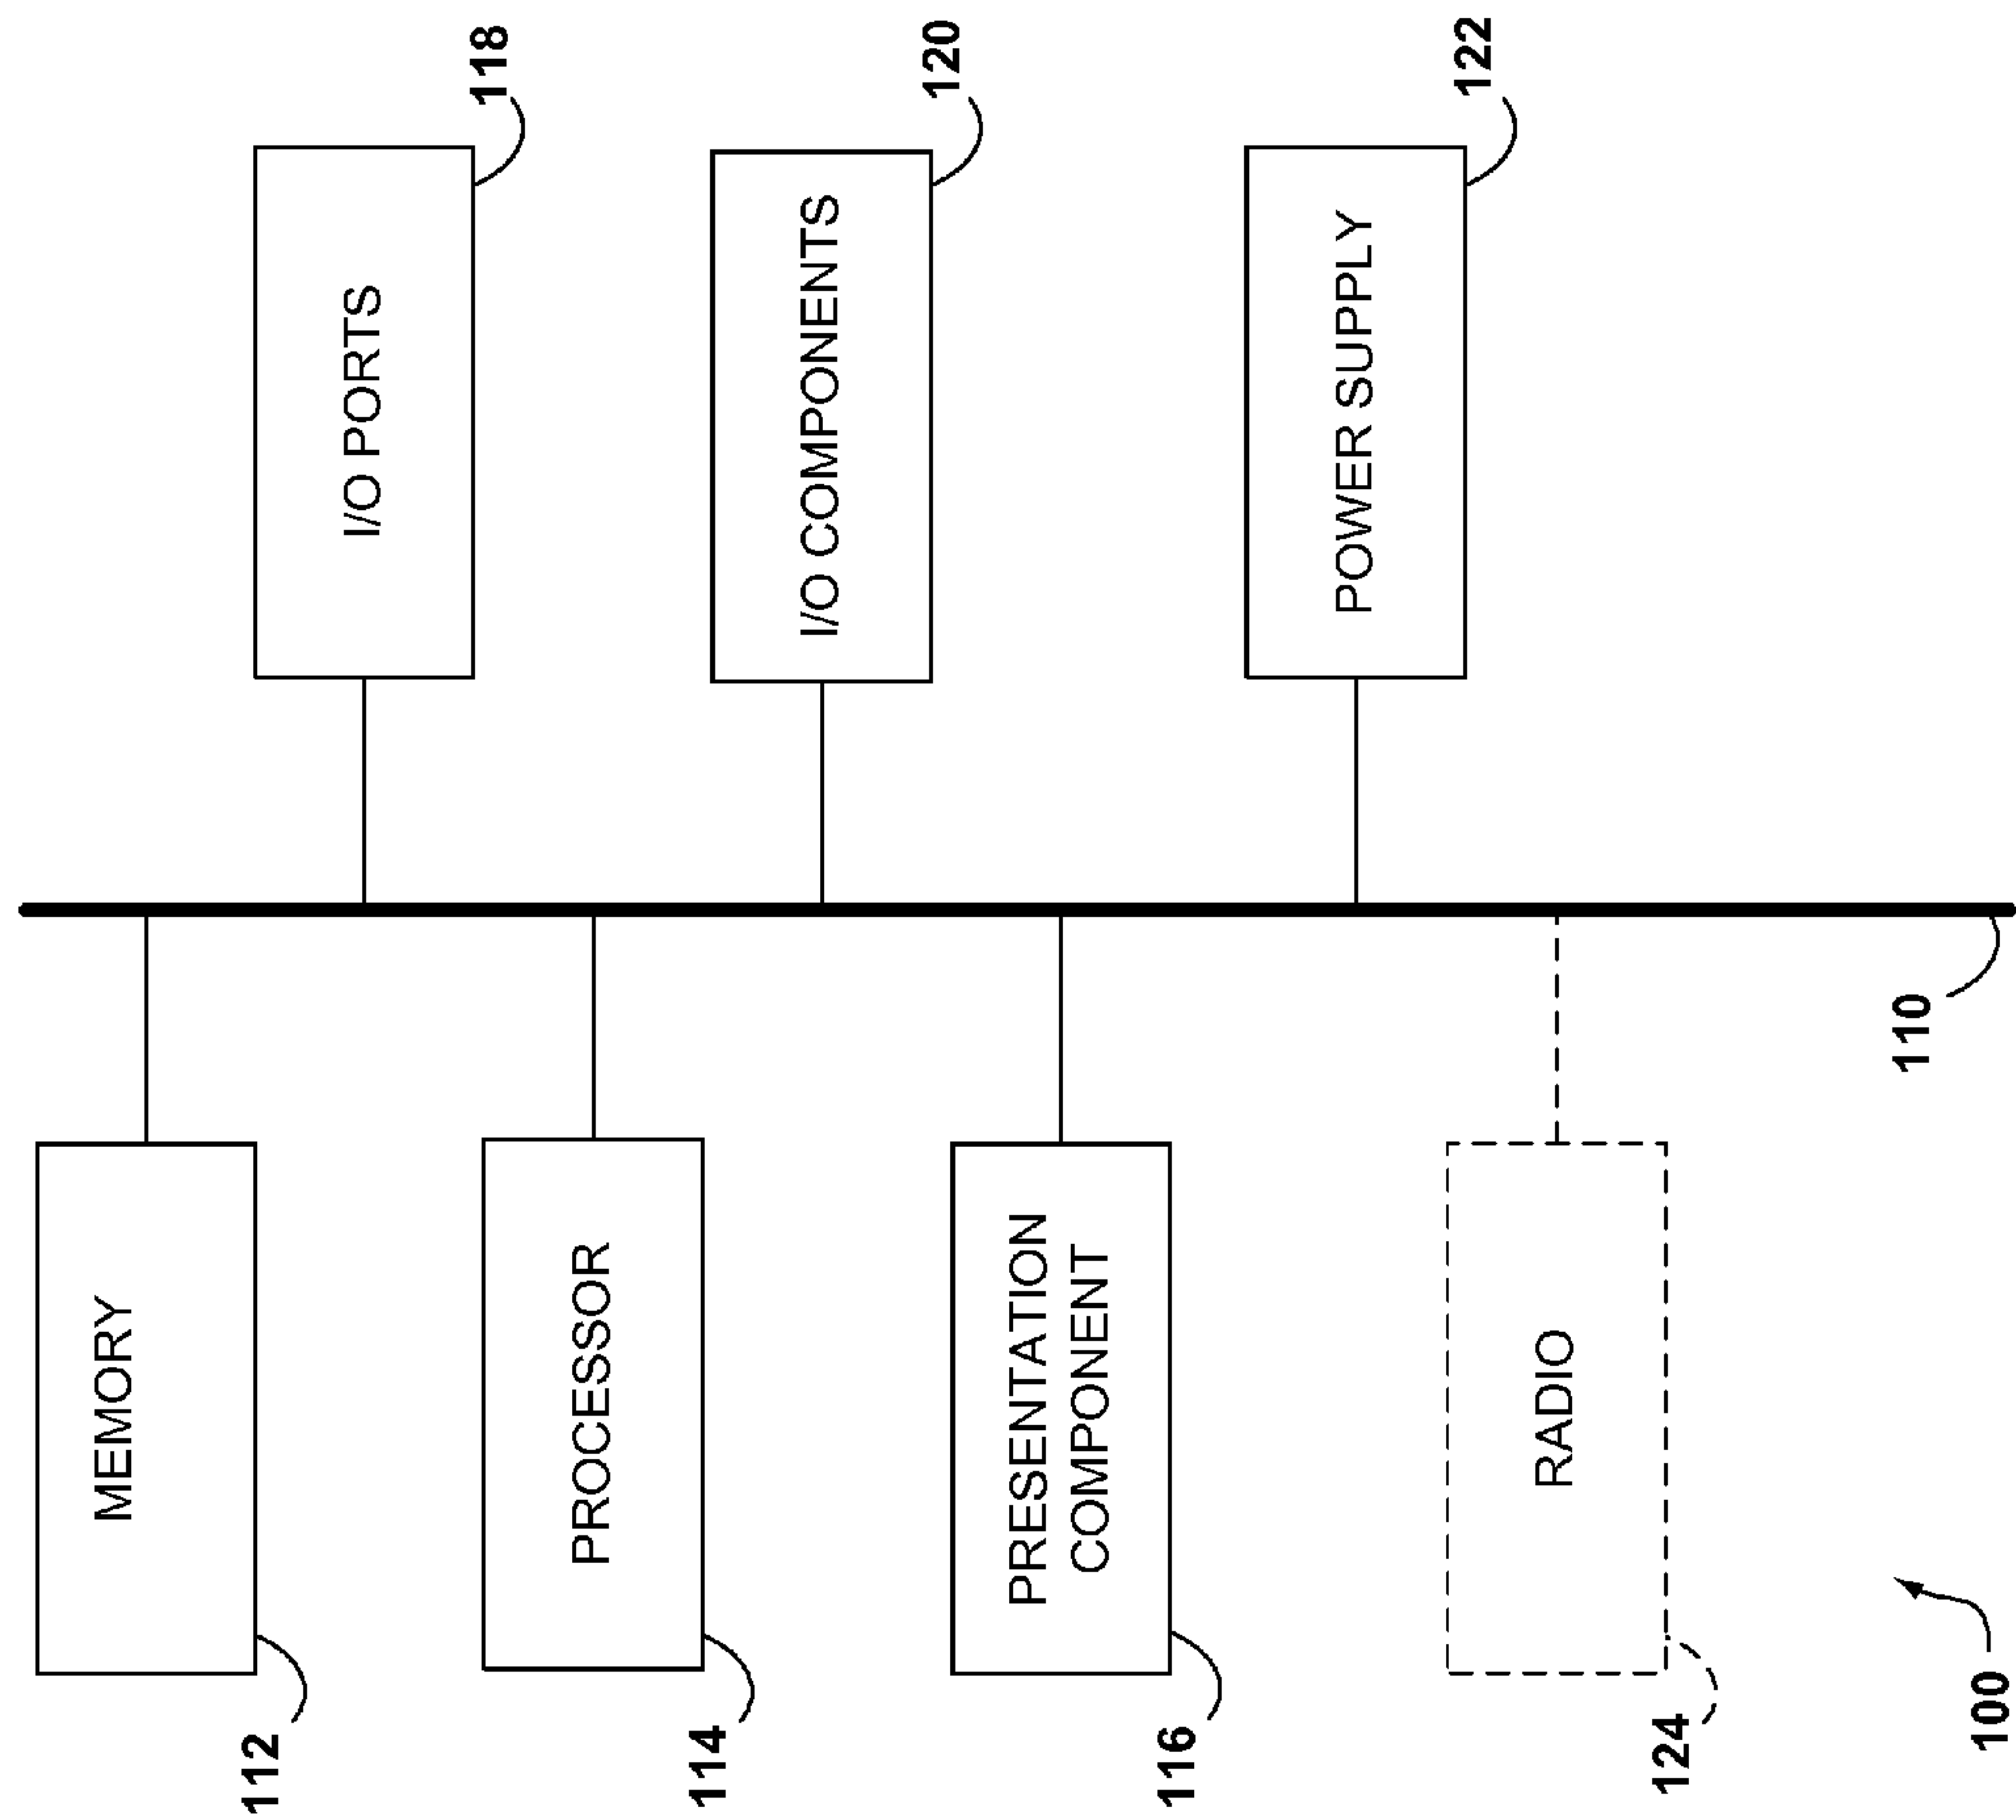 MEMORY
112
PROCESSOR
114
PRESENTATION
COMPONENT
116
RADIO
124
I/O PORTS
118
I/O COMPONENTS
120
POWER SUPPLY
122
110
100